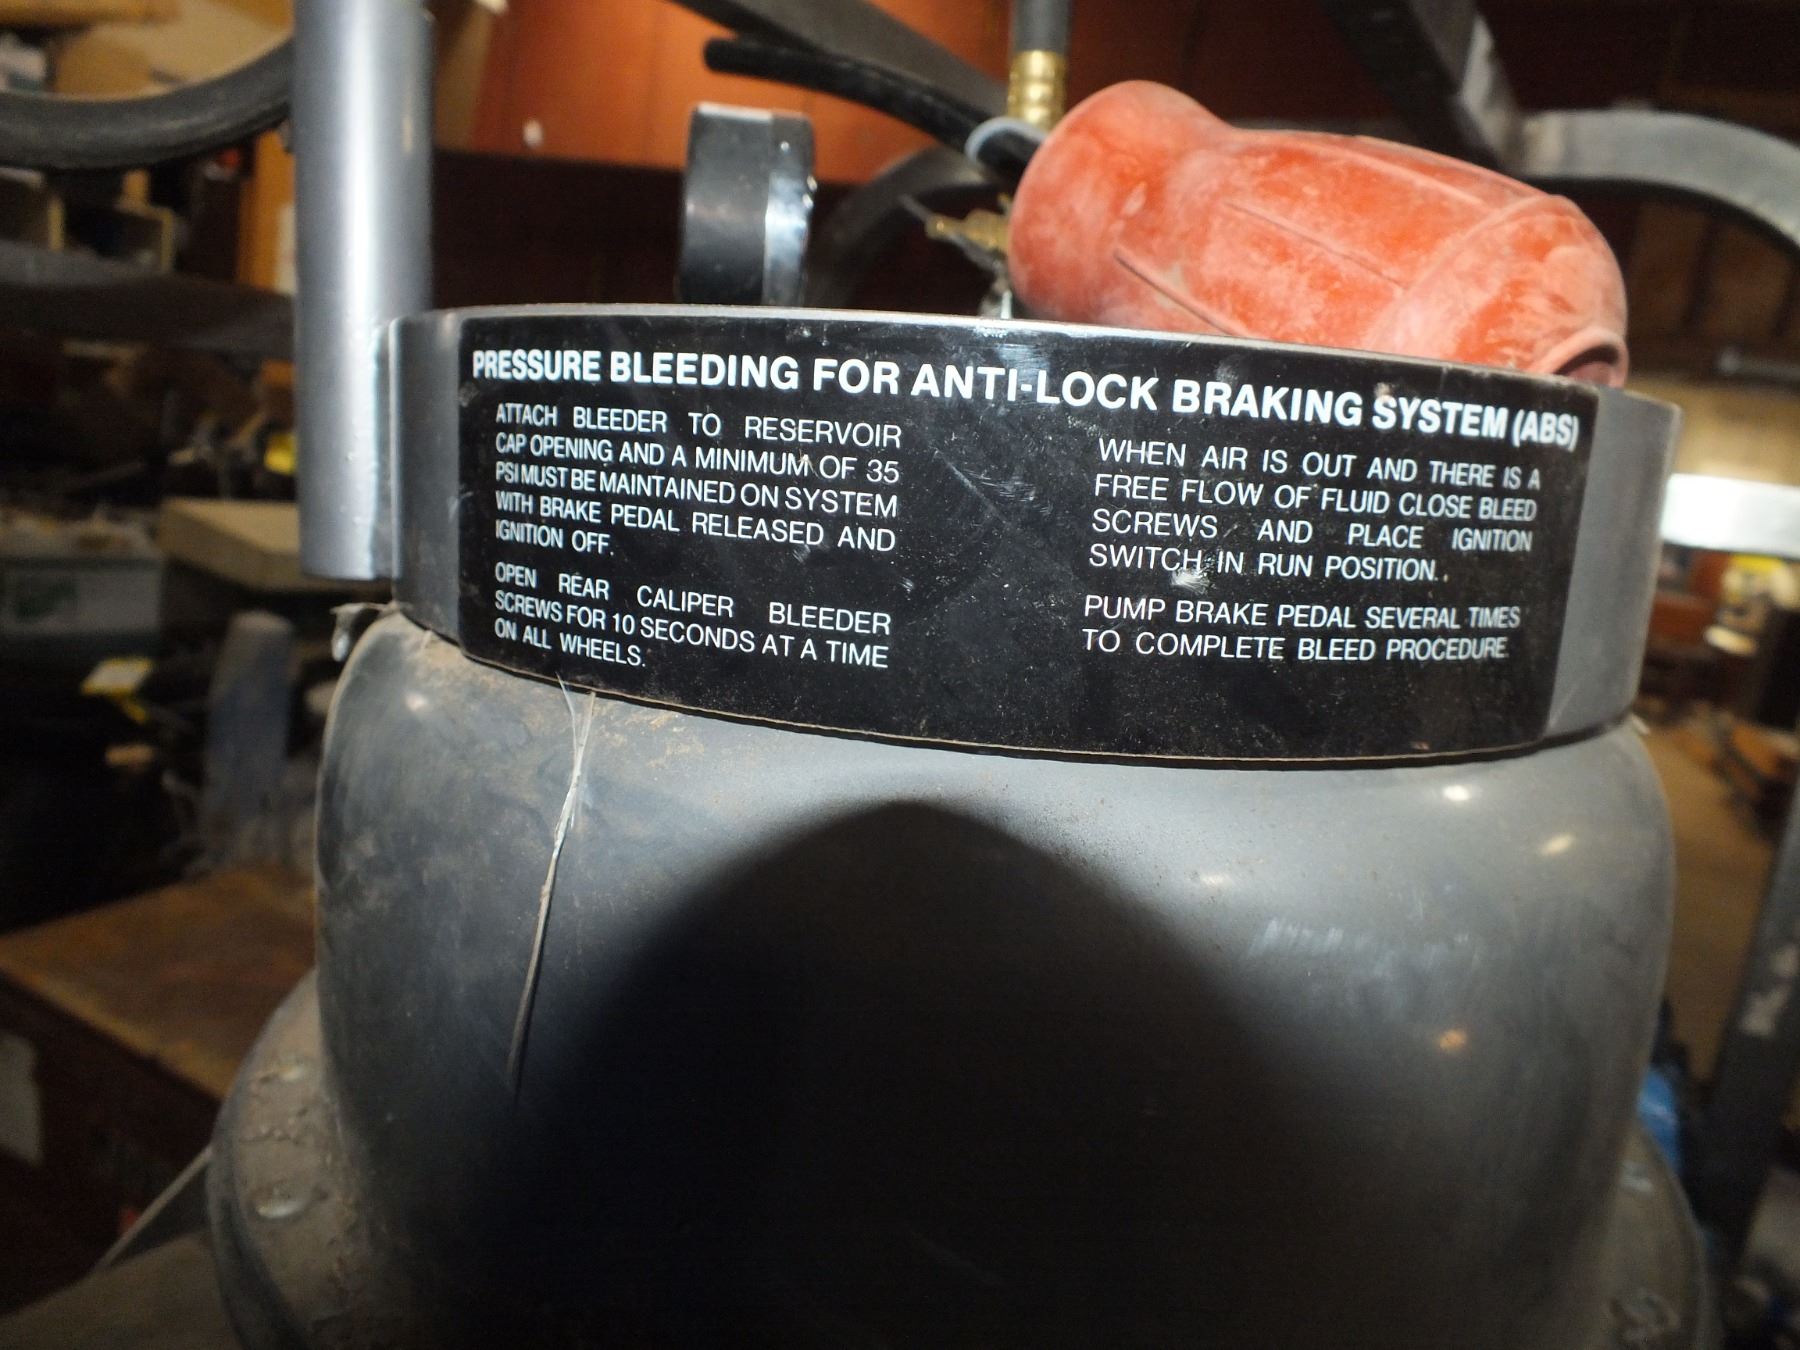 PRESSURE BLEEDING FOR ANTI-LOCK BRAKING SYSTEM (ABS)
ATTACH BLEEDER TO RESERVOIR
CAP OPENING AND A MINIMUM OF 35
PSI MUST BE MAINTAINED ON SYSTEM
WITH BRAKE PEDAL RELEASED AND
IGNITION OFF.
OPEN REAR CALIPER BLEEDER
SCREWS FOR 10 SECONDS AT A TIME
ON ALL WHEELS.
WHEN AIR IS OUT AND THERE IS A
FREE FLOW OF FLUID CLOSE BLEED
SCREWS AND PLACE IGNITION
SWITCH IN RUN POSITION.
PUMP BRAKE PEDAL SEVERAL TIMES
TO COMPLETE BLEED PROCEDURE.